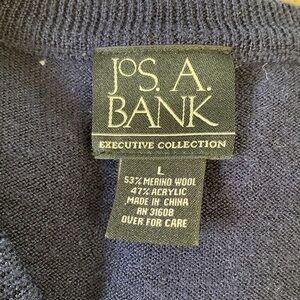 JOS. A.
BANK
EXECUTIVE COLLECTION
L
53% MERINO WOOL
47% ACRYLIC
MADE IN CHINA
RN 31608
OVER FOR CARE